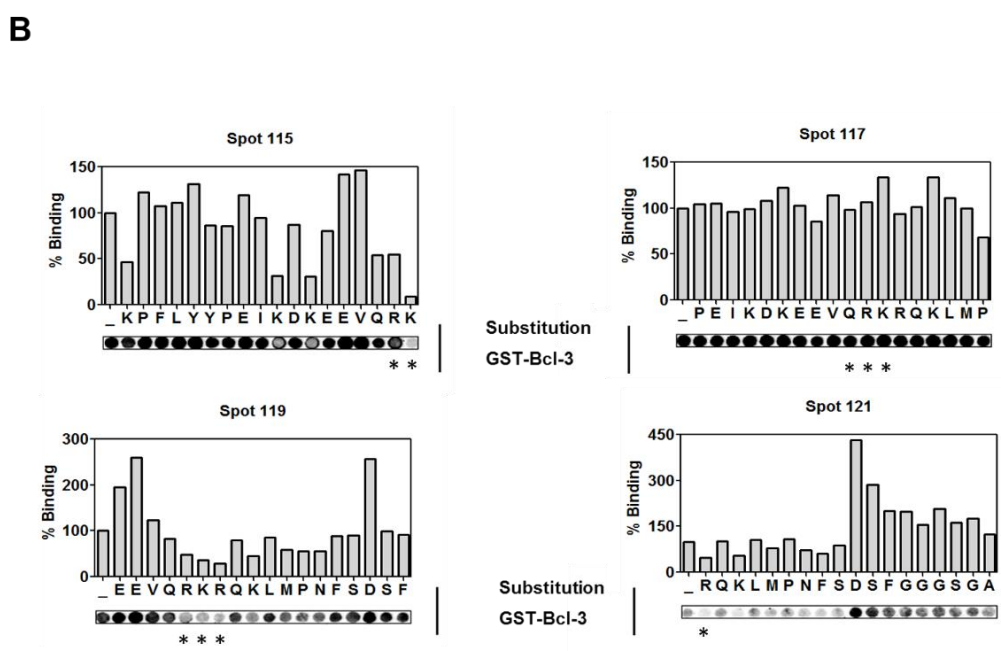 B
Spot 115
% Binding
150
100
50
0
_ K P F L Y Y P E I K D K E E V Q R K
* *
Spot 117
% Binding
150
100
50
0
_ P E I K D K E E V Q R K R Q K L M P
* * *
Substitution
GST-Bcl-3
Spot 119
% Binding
300
200
100
0
_ E E V Q R K R Q K L M P N F S D S F
* * *
Spot 121
% Binding
450
300
150
0
_ R Q K L M P N F S D S F G G G S G A
*
Substitution
GST-Bcl-3